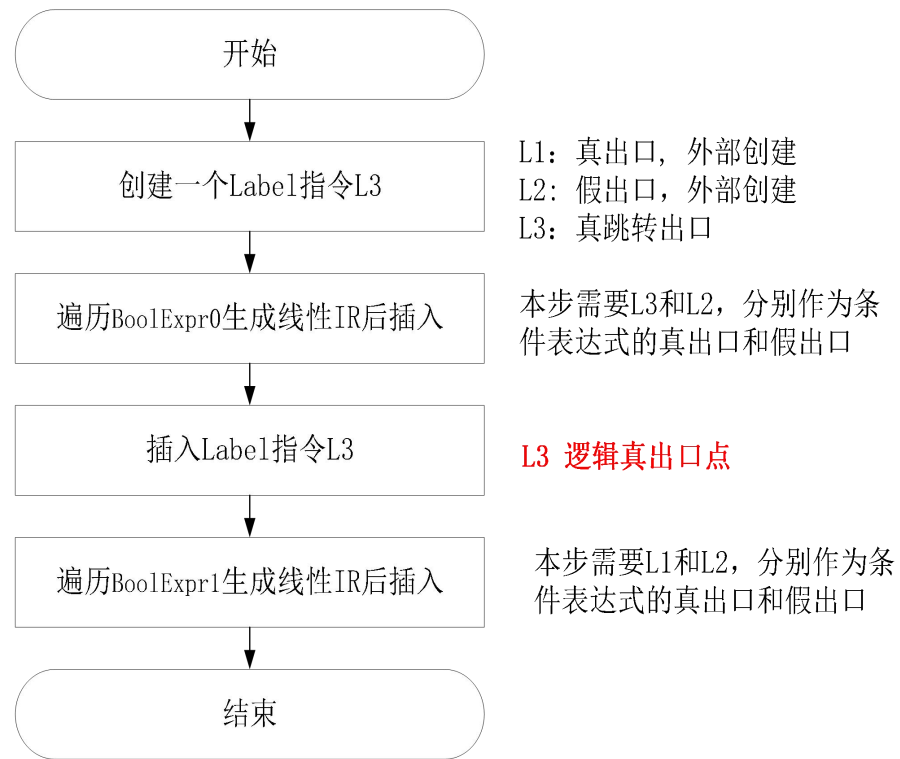 开始
创建一个Label指令L3
L1: 真出口, 外部创建
L2: 假出口，外部创建
L3: 真跳转出口
遍历BoolExpr0生成线性IR后插入
本步需要L3和L2，分别作为条
件表达式的真出口和假出口
插入Label指令L3
L3 逻辑真出口点
遍历BoolExpr1生成线性IR后插入
本步需要L1和L2，分别作为条
件表达式的真出口和假出口
结束